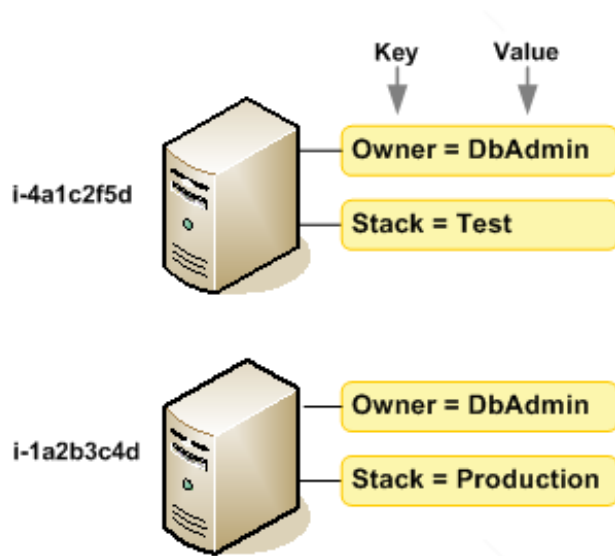 Key Value
Owner = DbAdmin
i-4a1c2f5d
Stack = Test
Owner = DbAdmin
i-1a2b3c4d
Stack = Production